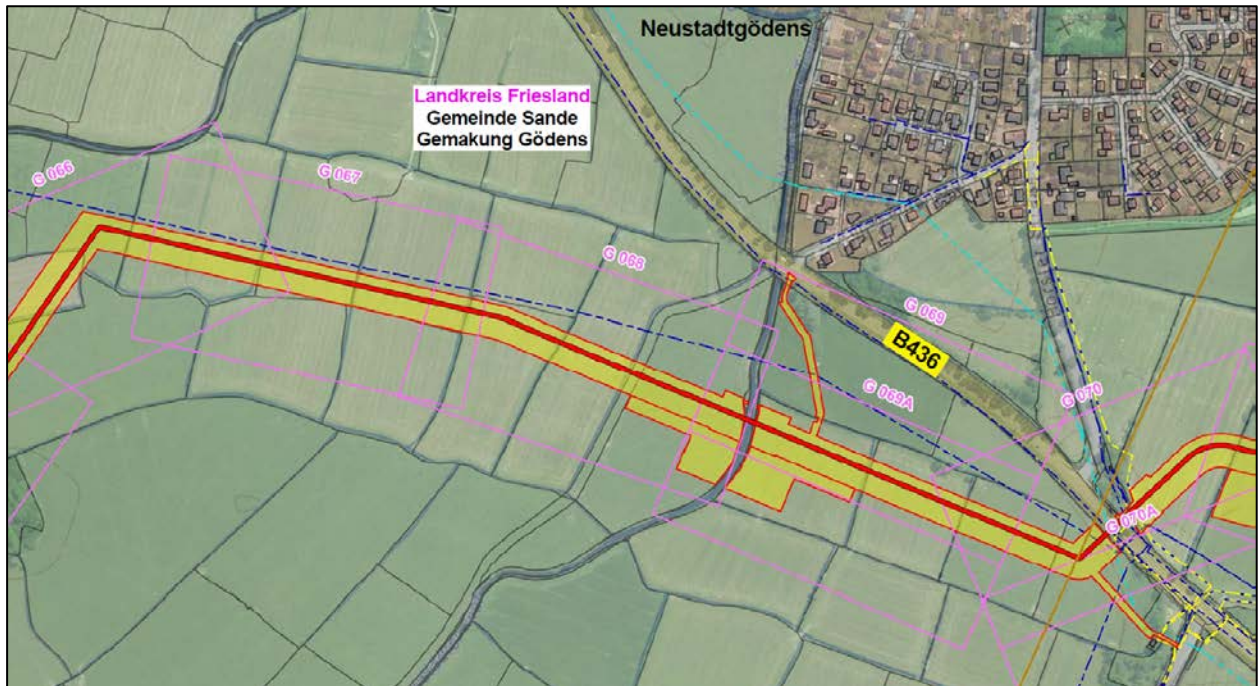 Neustadtgödens
Landkreis Friesland
Gemeinde Sande
Gemakung Gödens
G 066
G 067
G 068
G 069
B436
G 069A
G 070
G 070A